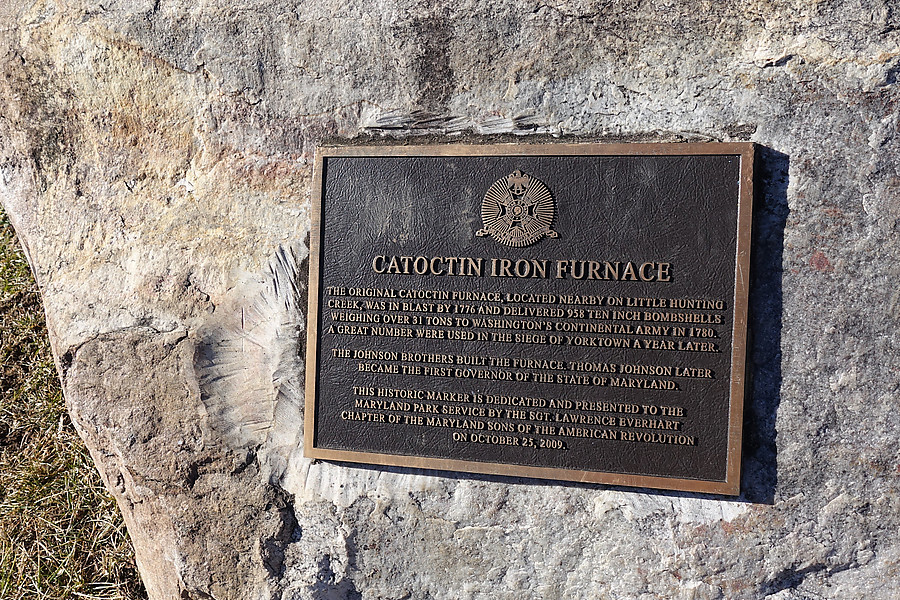 CATOCTIN IRON FURNACE
THE ORIGINAL CATOCTIN FURNACE, LOCATED NEARBY ON LITTLE HUNTING
CREEK, WAS IN BLAST BY 1776 AND DELIVERED 958 TEN INCH BOMBSHELLS
WEIGHING OVER 31 TONS TO WASHINGTON'S CONTINENTAL ARMY IN 1780.
A GREAT NUMBER WERE USED IN THE SIEGE OF YORKTOWN A YEAR LATER.
THE JOHNSON BROTHERS BUILT THE FURNACE. THOMAS JOHNSON LATER
BECAME THE FIRST GOVERNOR OF THE STATE OF MARYLAND.
THIS HISTORIC MARKER IS DEDICATED AND PRESENTED TO THE
MARYLAND PARK SERVICE BY THE SGT. LAWRENCE EVERHART
CHAPTER OF THE MARYLAND SONS OF THE AMERICAN REVOLUTION
ON OCTOBER 25, 2009.